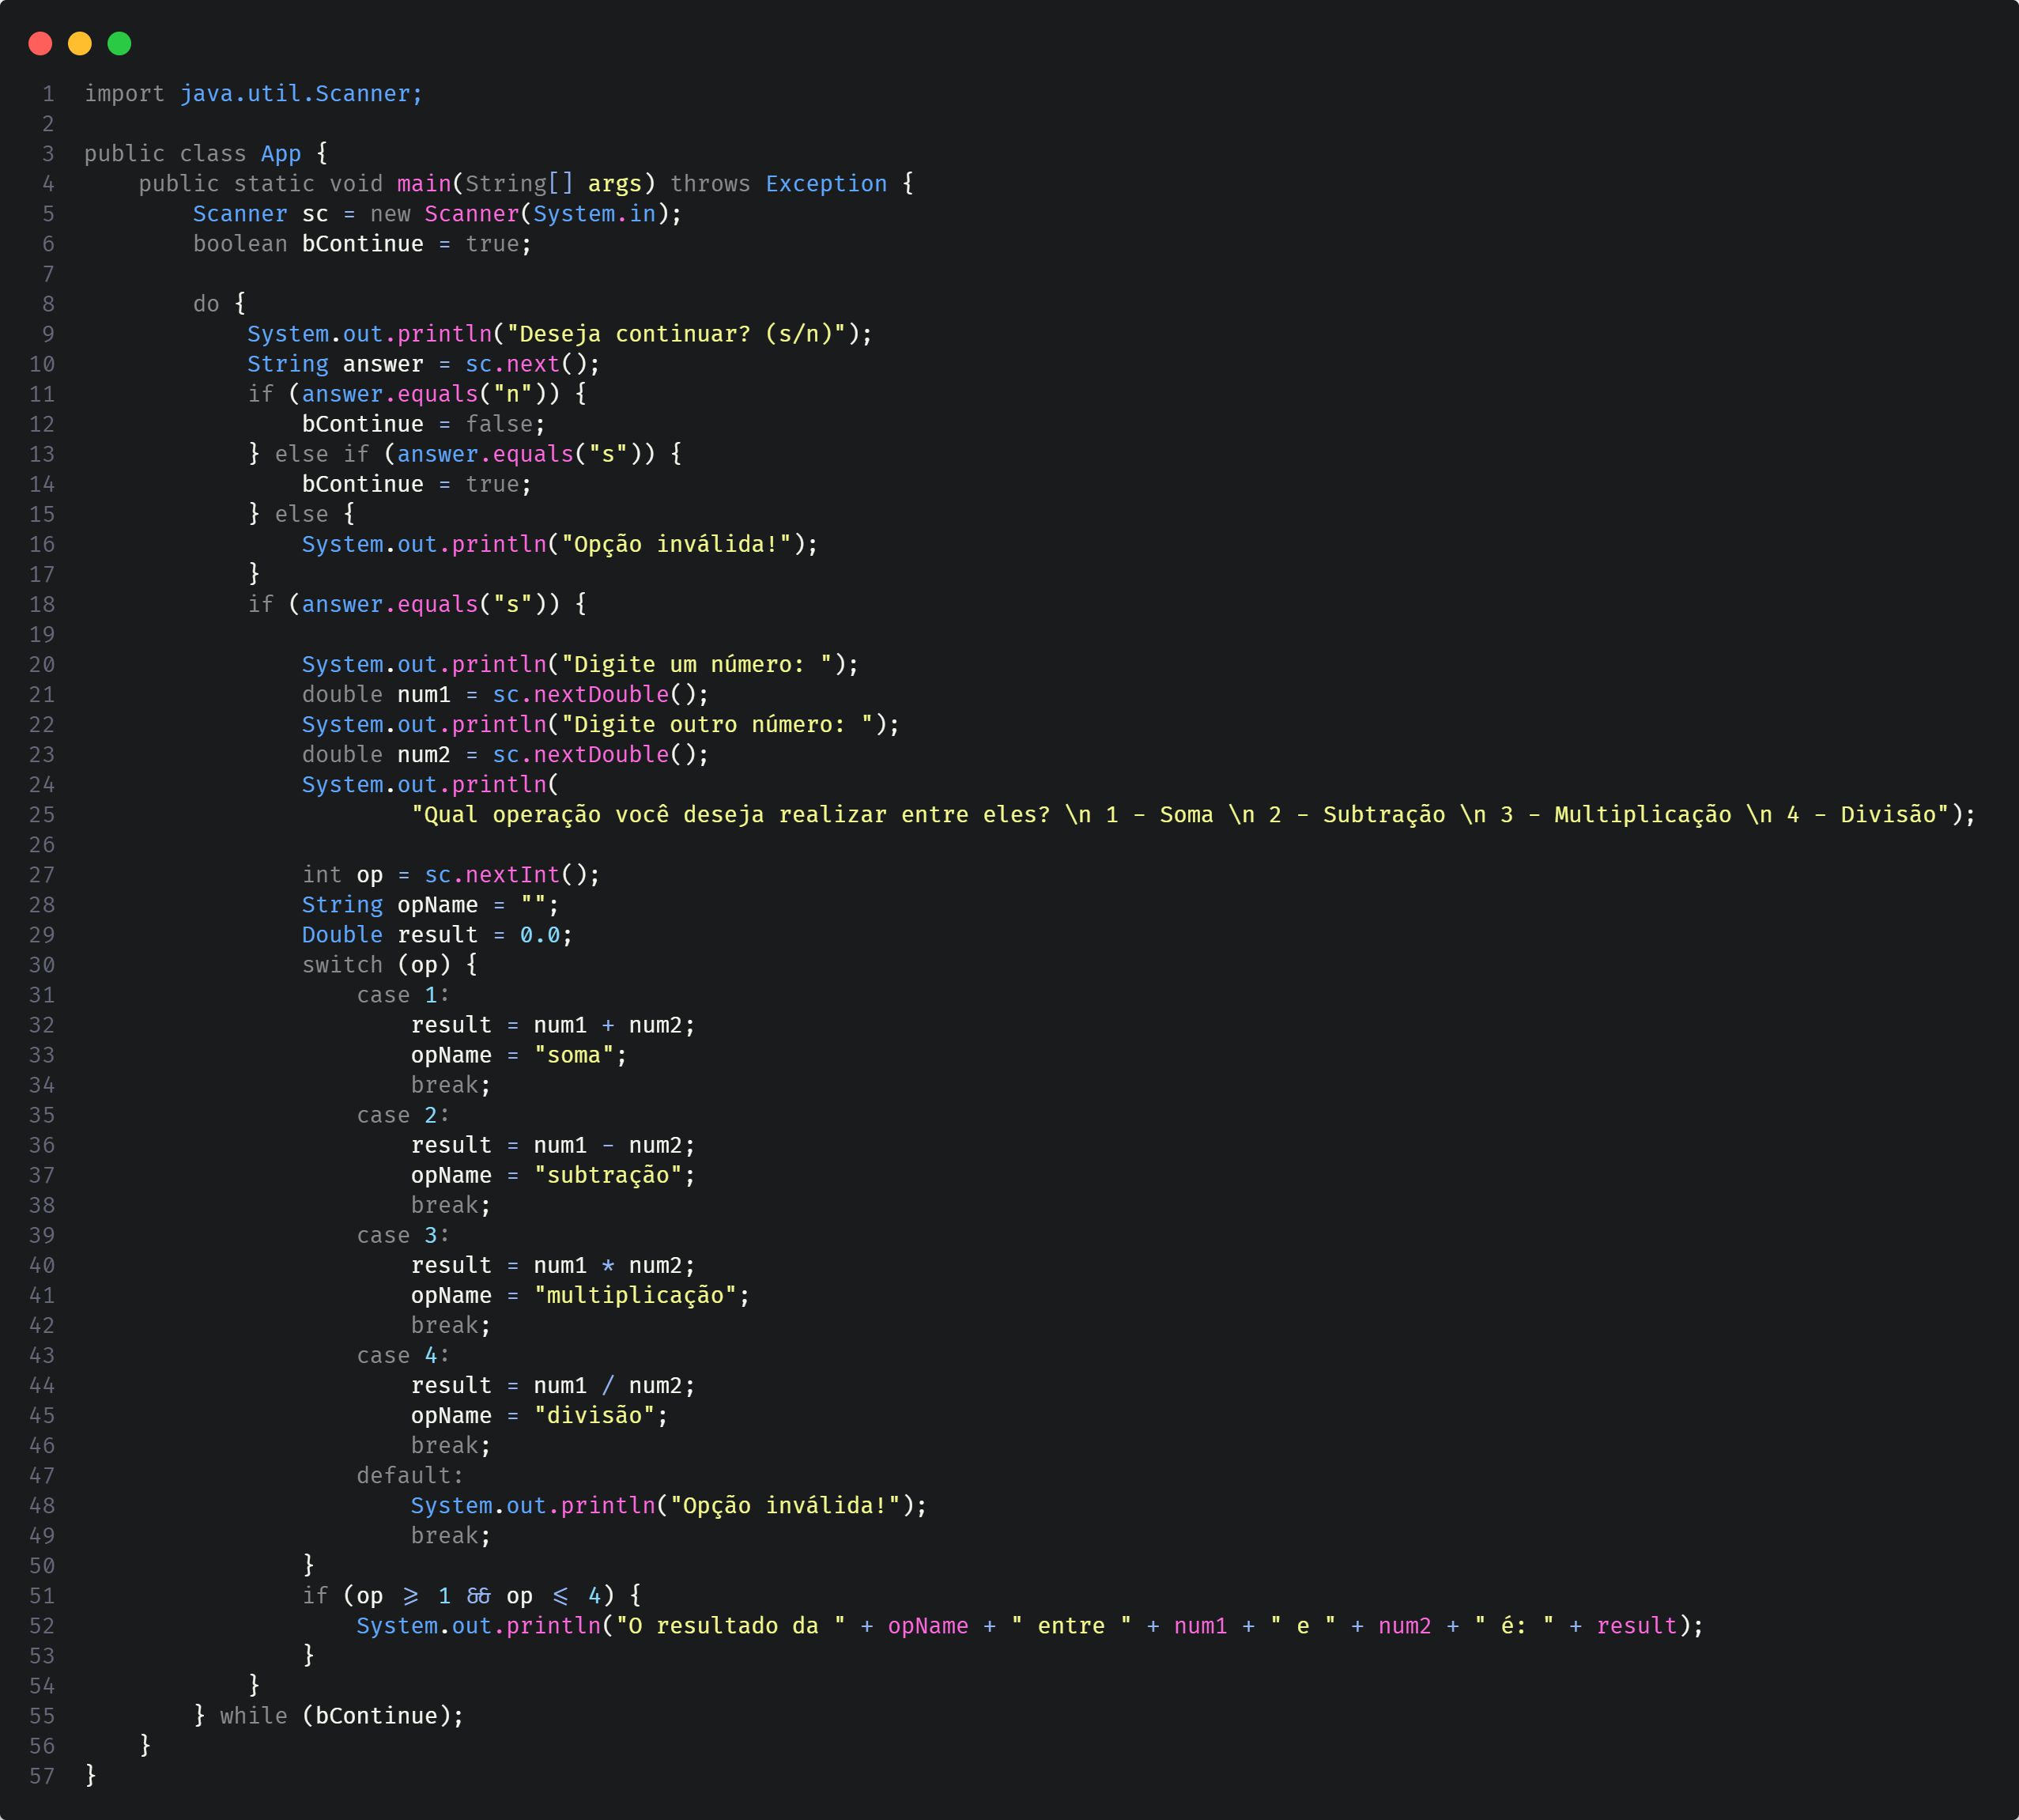 1 import java.util.Scanner;
2
3 public class App {
4     public static void main(String[] args) throws Exception {
5         Scanner sc = new Scanner(System.in);
6         boolean bContinue = true;
7
8         do {
9             System.out.println("Deseja continuar? (s/n)");
10             String answer = sc.next();
11             if (answer.equals("n")) {
12                 bContinue = false;
13             } else if (answer.equals("s")) {
14                 bContinue = true;
15             } else {
16                 System.out.println("Opção inválida!");
17             }
18             if (answer.equals("s")) {
19
20                 System.out.println("Digite um número: ");
21                 double num1 = sc.nextDouble();
22                 System.out.println("Digite outro número: ");
23                 double num2 = sc.nextDouble();
24                 System.out.println(
25                         "Qual operação você deseja realizar entre eles? \n 1 - Soma \n 2 - Subtração \n 3 - Multiplicação \n 4 - Divisão");
26
27                 int op = sc.nextInt();
28                 String opName = "";
29                 Double result = 0.0;
30                 switch (op) {
31                     case 1:
32                         result = num1 + num2;
33                         opName = "soma";
34                         break;
35                     case 2:
36                         result = num1 - num2;
37                         opName = "subtração";
38                         break;
39                     case 3:
40                         result = num1 * num2;
41                         opName = "multiplicação";
42                         break;
43                     case 4:
44                         result = num1 / num2;
45                         opName = "divisão";
46                         break;
47                     default:
48                         System.out.println("Opção inválida!");
49                         break;
50                 }
51                 if (op >= 1 && op <= 4) {
52                     System.out.println("O resultado da " + opName + " entre " + num1 + " e " + num2 + " é: " + result);
53                 }
54             }
55         } while (bContinue);
56     }
57 }